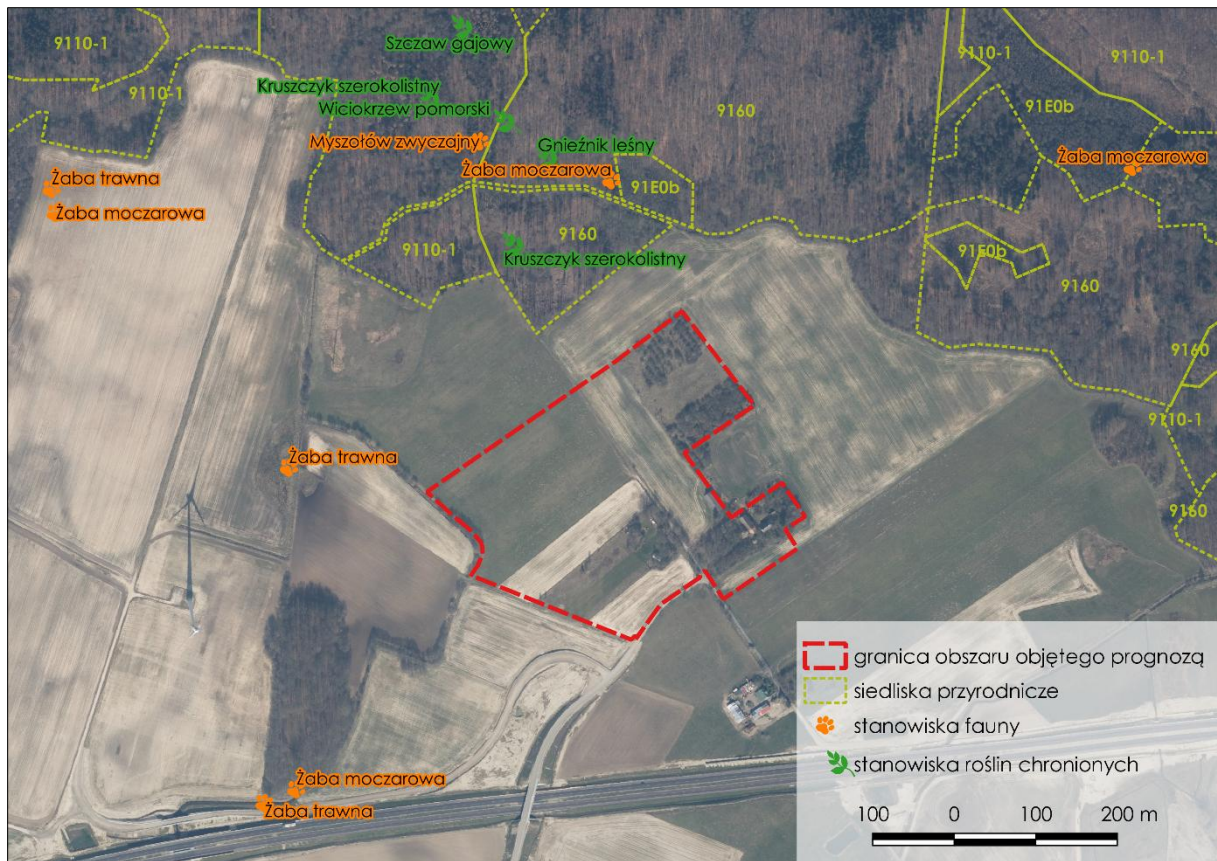 Szczaw gajowy
9110-1
9110-1
9110-1
9110-1
Kruszczyk szerokolistny
Wiciokrzew pomorski
91E0b
9160
Myszołów zwyczajny
Gnieźnik leśny
Żaba moczarowa
Żaba moczarowa
Żaba trawna
91E0b
Żaba moczarowa
9160
9110-1
91E0b
Kruszczyk szerokolistny
9160
9160
9110-1
Żaba trawna
9160
granica obszaru objętego prognozą
siedliska przyrodnicze
stanowiska fauny
stanowiska roślin chronionych
Żaba moczarowa
Żaba trawna
100 0 100 200 m